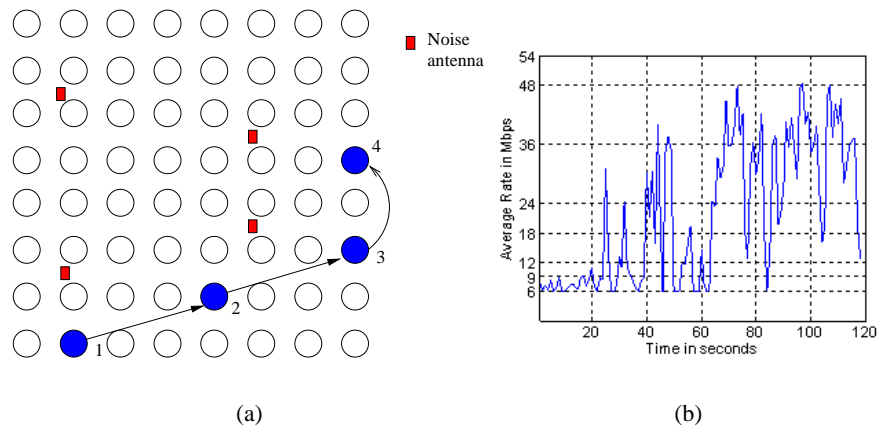 Noise
antenna
4
3
2
1
(a)
54
48
36
24
18
12
9
6
Average Rate in Mbps
20 40 60 80 100 120
Time in seconds
(b)